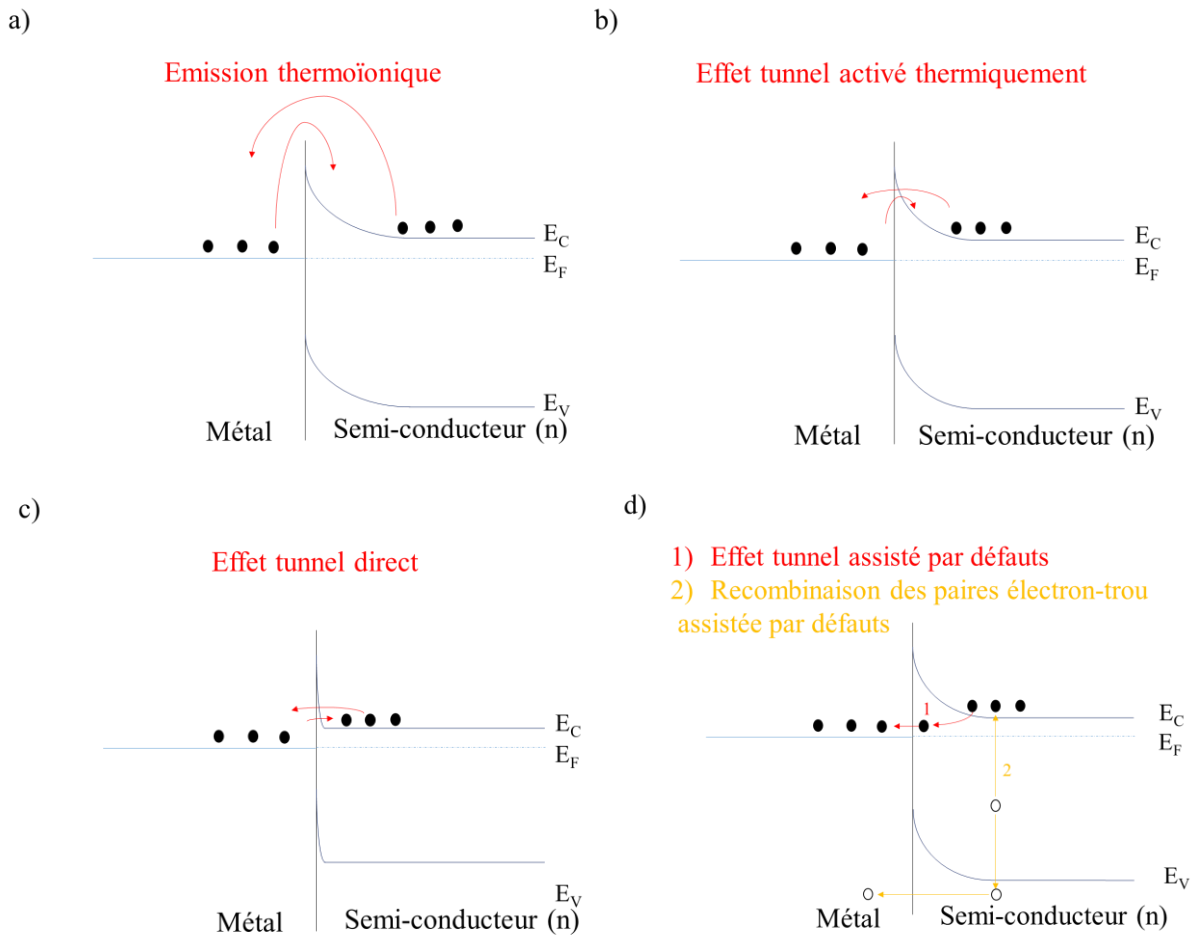 a)
Emission thermoïonique
E_C
E_F
E_V
Métal
Semi-conducteur (n)
b)
Effet tunnel activé thermiquement
E_C
E_F
E_V
Métal
Semi-conducteur (n)
c)
Effet tunnel direct
E_C
E_F
E_V
Métal
Semi-conducteur (n)
d)
1) Effet tunnel assisté par défauts
2) Recombinaison des paires électron-trou
assistée par défauts
1
E_C
E_F
2
E_V
Métal
Semi-conducteur (n)